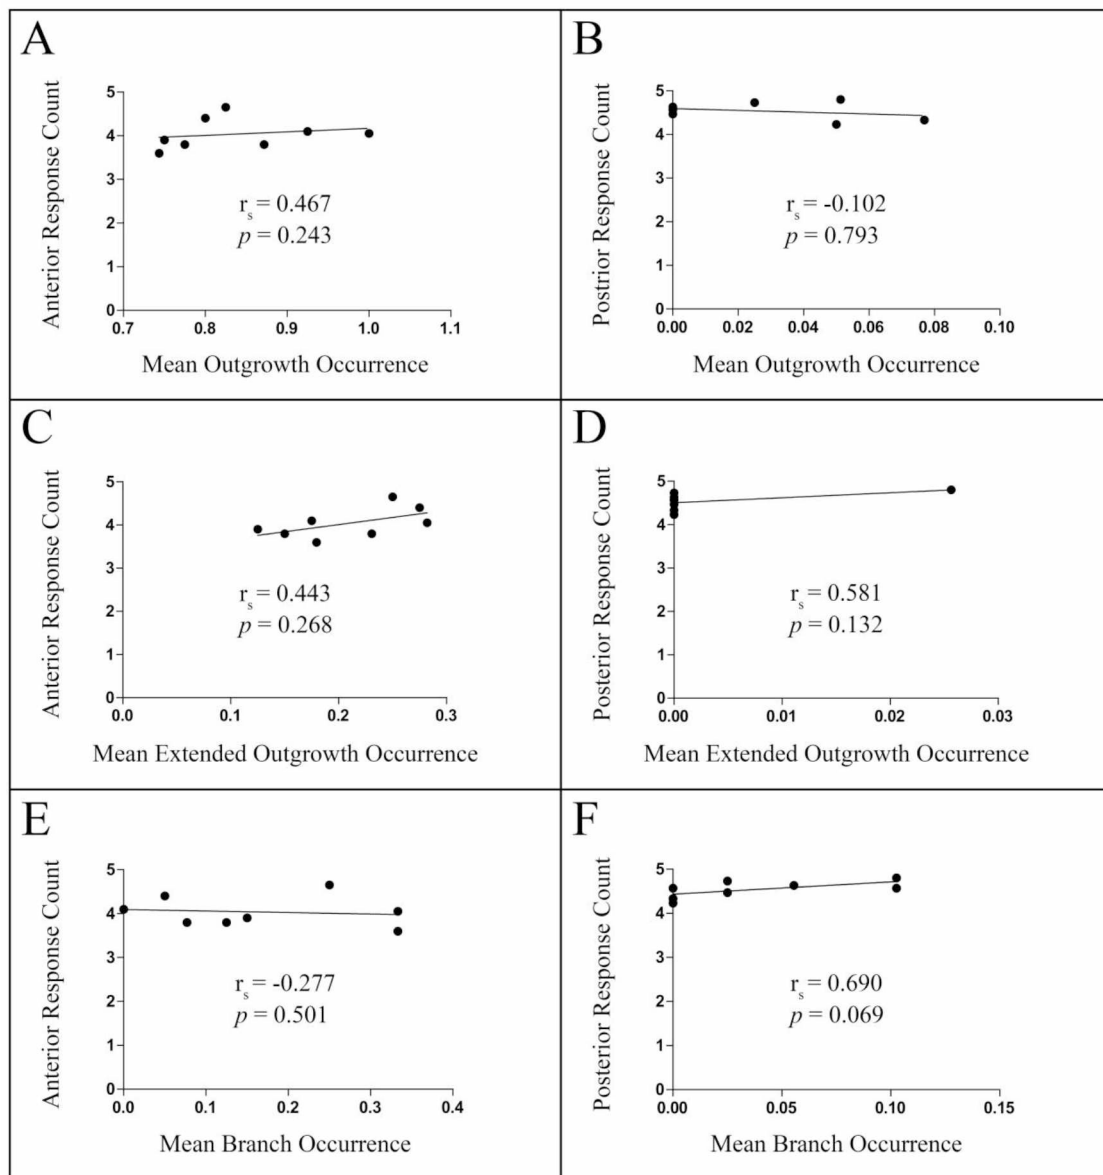 A
Anterior Response Count
5
4
3
2
1
0
0.7 0.8 0.9 1.0 1.1
Mean Outgrowth Occurrence
rs = 0.467
p = 0.243
B
Postrior Response Count
5
4
3
2
1
0
0.00 0.02 0.04 0.06 0.08 0.10
Mean Outgrowth Occurrence
rs = -0.102
p = 0.793
C
Anterior Response Count
5
4
3
2
1
0
0.0 0.1 0.2 0.3
Mean Extended Outgrowth Occurrence
rs = 0.443
p = 0.268
D
Posterior Response Count
5
4
3
2
1
0
0.00 0.01 0.02 0.03
Mean Extended Outgrowth Occurrence
rs = 0.581
p = 0.132
E
Anterior Response Count
5
4
3
2
1
0
0.0 0.1 0.2 0.3 0.4
Mean Branch Occurrence
rs = -0.277
p = 0.501
F
Posterior Response Count
5
4
3
2
1
0
0.00 0.05 0.10 0.15
Mean Branch Occurrence
rs = 0.690
p = 0.069